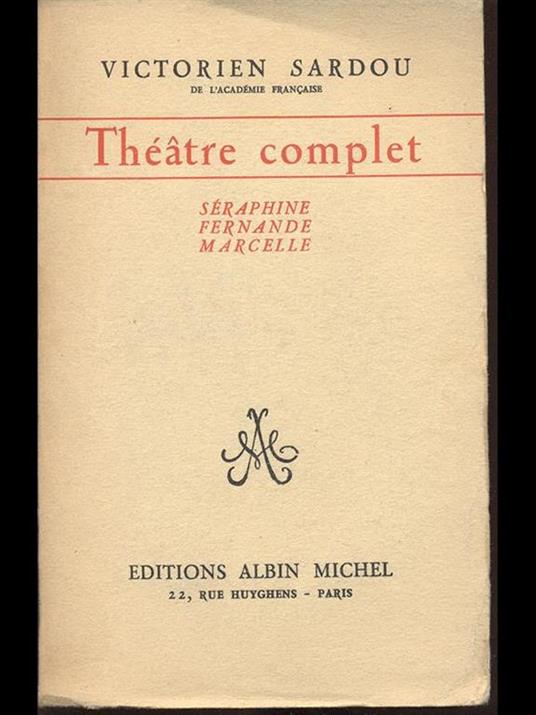 VICTORIEN SARDOU
DE L'ACADÉMIE FRANÇAISE
Théâtre complet
SÉRAPHINE
FERNANDE
MARCELLE
EDITIONS ALBIN MICHEL
22, RUE HUYGHENS - PARIS